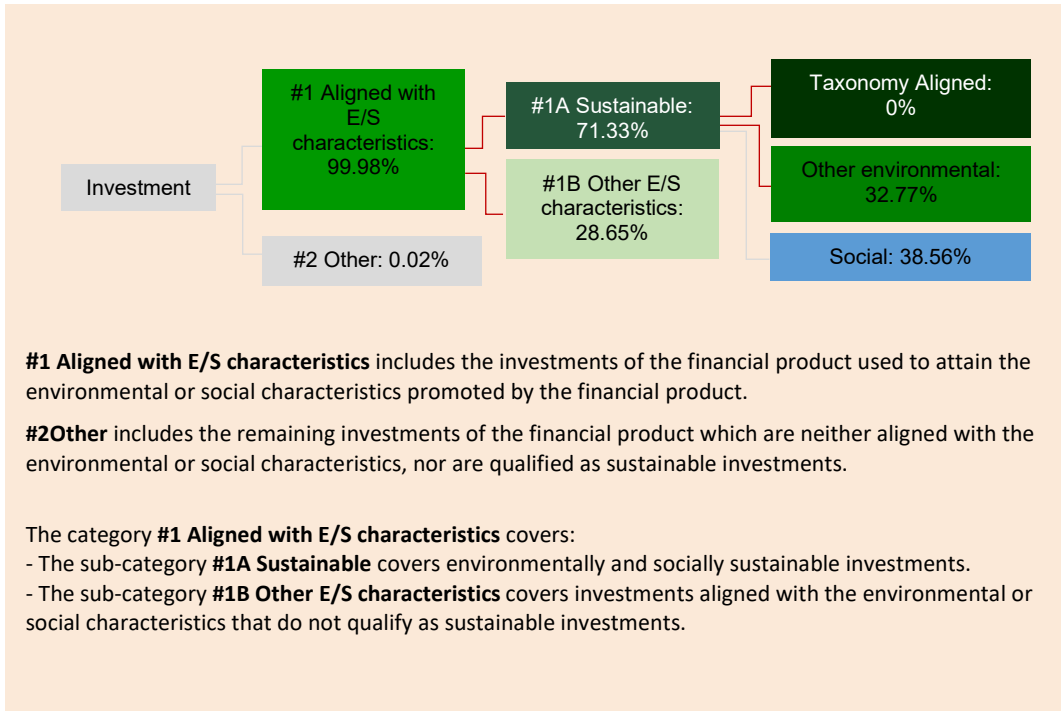 Investment
#1 Aligned with
E/S
characteristics:
99.98%
#2 Other: 0.02%
#1A Sustainable:
71.33%
#1B Other E/S
characteristics:
28.65%
Taxonomy Aligned:
0%
Other environmental:
32.77%
Social: 38.56%
#1 Aligned with E/S characteristics includes the investments of the financial product used to attain the
environmental or social characteristics promoted by the financial product.
#2Other includes the remaining investments of the financial product which are neither aligned with the
environmental or social characteristics, nor are qualified as sustainable investments.
The category #1 Aligned with E/S characteristics covers:
- The sub-category #1A Sustainable covers environmentally and socially sustainable investments.
- The sub-category #1B Other E/S characteristics covers investments aligned with the environmental or
social characteristics that do not qualify as sustainable investments.